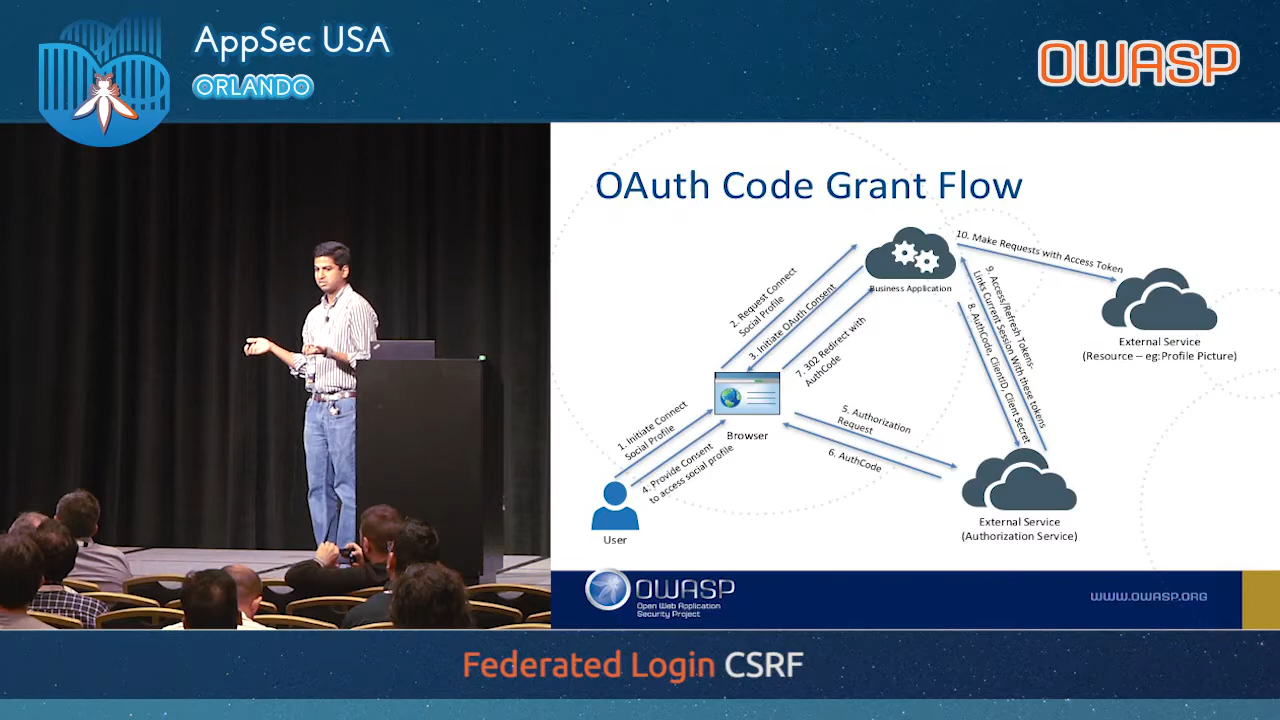 AppSec USA
ORLANDO
OWASP
OAuth Code Grant Flow
10. Make Requests with Access Token
2. Request Connect
Social Profile
3. Initiate OAuth Consent
7. 302 Redirect with
AuthCode
Business Application
9. Access/Refresh Tokens-
Links Current Session With these tokens
8. AuthCode, ClientID, Client Secret
External Service
(Resource – eg:Profile Picture)
1. Initiate Connect
Social Profile
Browser
5. Authorization
Request
4. Provide Consent
to access social profile
6. AuthCode
User
External Service
(Authorization Service)
OWASP
Open Web Application
Security Project
WWW.OWASP.ORG
Federated Login CSRF